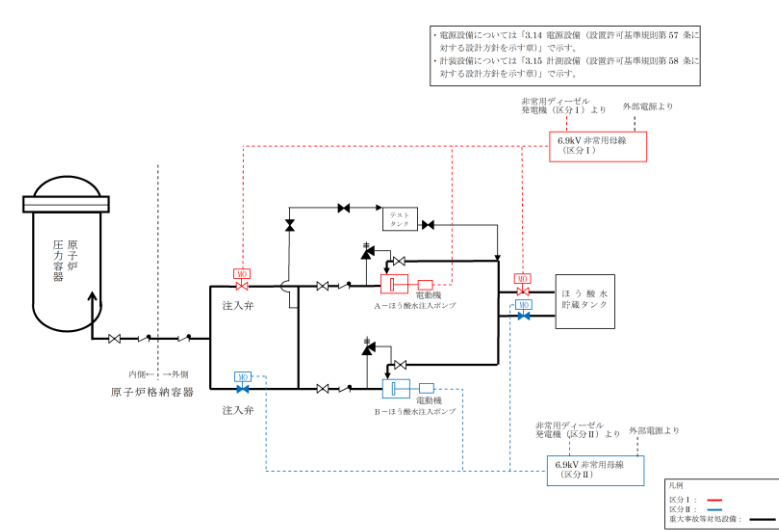 ・電源設備については「3.14 電源設備（設置許可基準規則第57 条に
対する設計方針を示す章）」で示す。
・計装設備については「3.15 計測設備（設置許可基準規則第58 条に
対する設計方針を示す章）」で示す。
非常用ディーゼル
発電機（区分Ⅰ）より
外部電源より
6.9kV 非常用母線
（区分Ⅰ）
テスト
タンク
原子炉
圧力容器
MO
注入弁
電動機
A－ほう酸水注入ポンプ
MO
MO
ほう酸水
貯蔵タンク
内側←
→外側
原子炉格納容器
MO
注入弁
電動機
B－ほう酸水注入ポンプ
非常用ディーゼル
発電機（区分Ⅱ）より
外部電源より
6.9kV 非常用母線
（区分Ⅱ）
凡例
区分Ⅰ：
区分Ⅱ：
重大事故等対処設備：